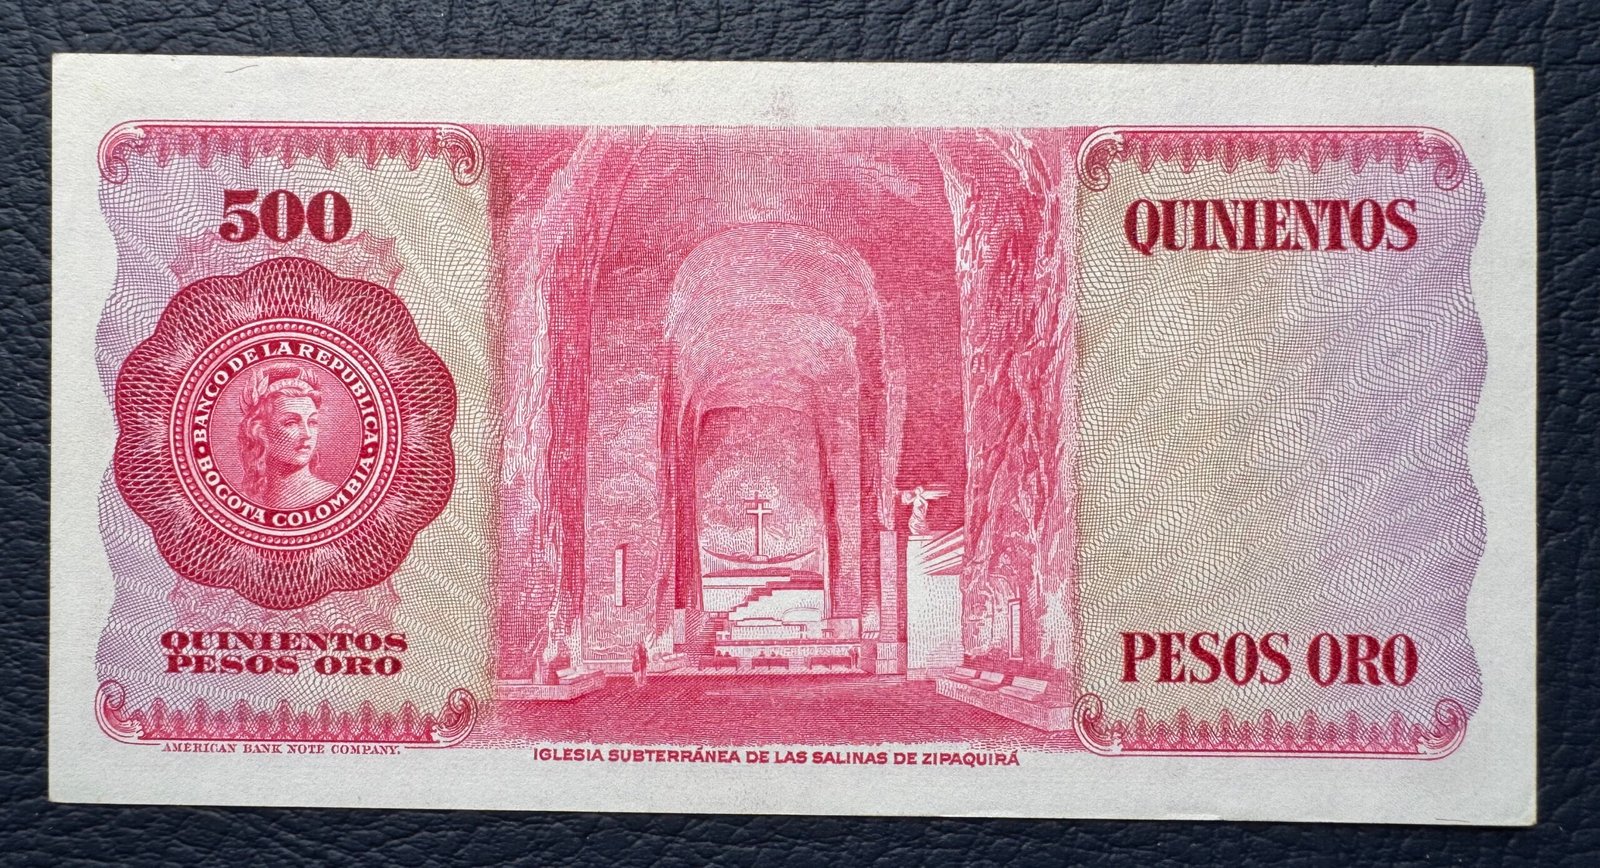 500
QUINIENTOS
· BANCO DE LA REPUBLICA ·
BOGOTA COLOMBIA
QUINIENTOS
PESOS ORO
PESOS ORO
AMERICAN BANK NOTE COMPANY.
IGLESIA SUBTERRÁNEA DE LAS SALINAS DE ZIPAQUIRÁ